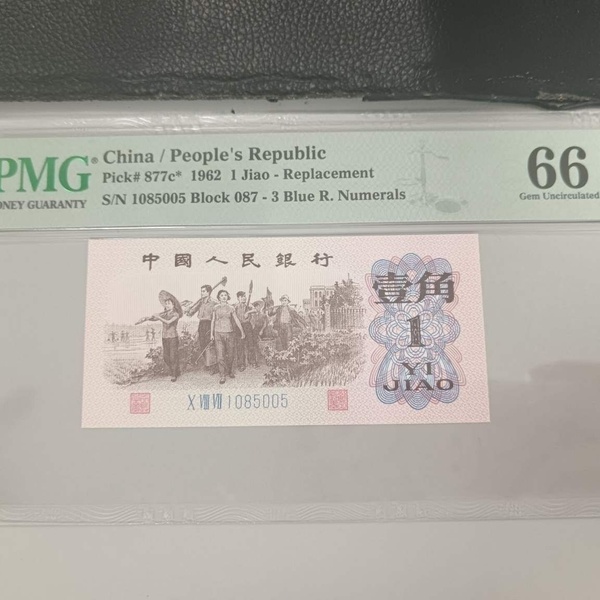 PMG®
MONEY GUARANTY
China / People's Republic
Pick# 877c* 1962 1 Jiao - Replacement
S/N 1085005 Block 087 - 3 Blue R. Numerals
66
Gem Uncirculated
中國人民銀行
壹角
1
YI
JIAO
X VIII VII 1085005